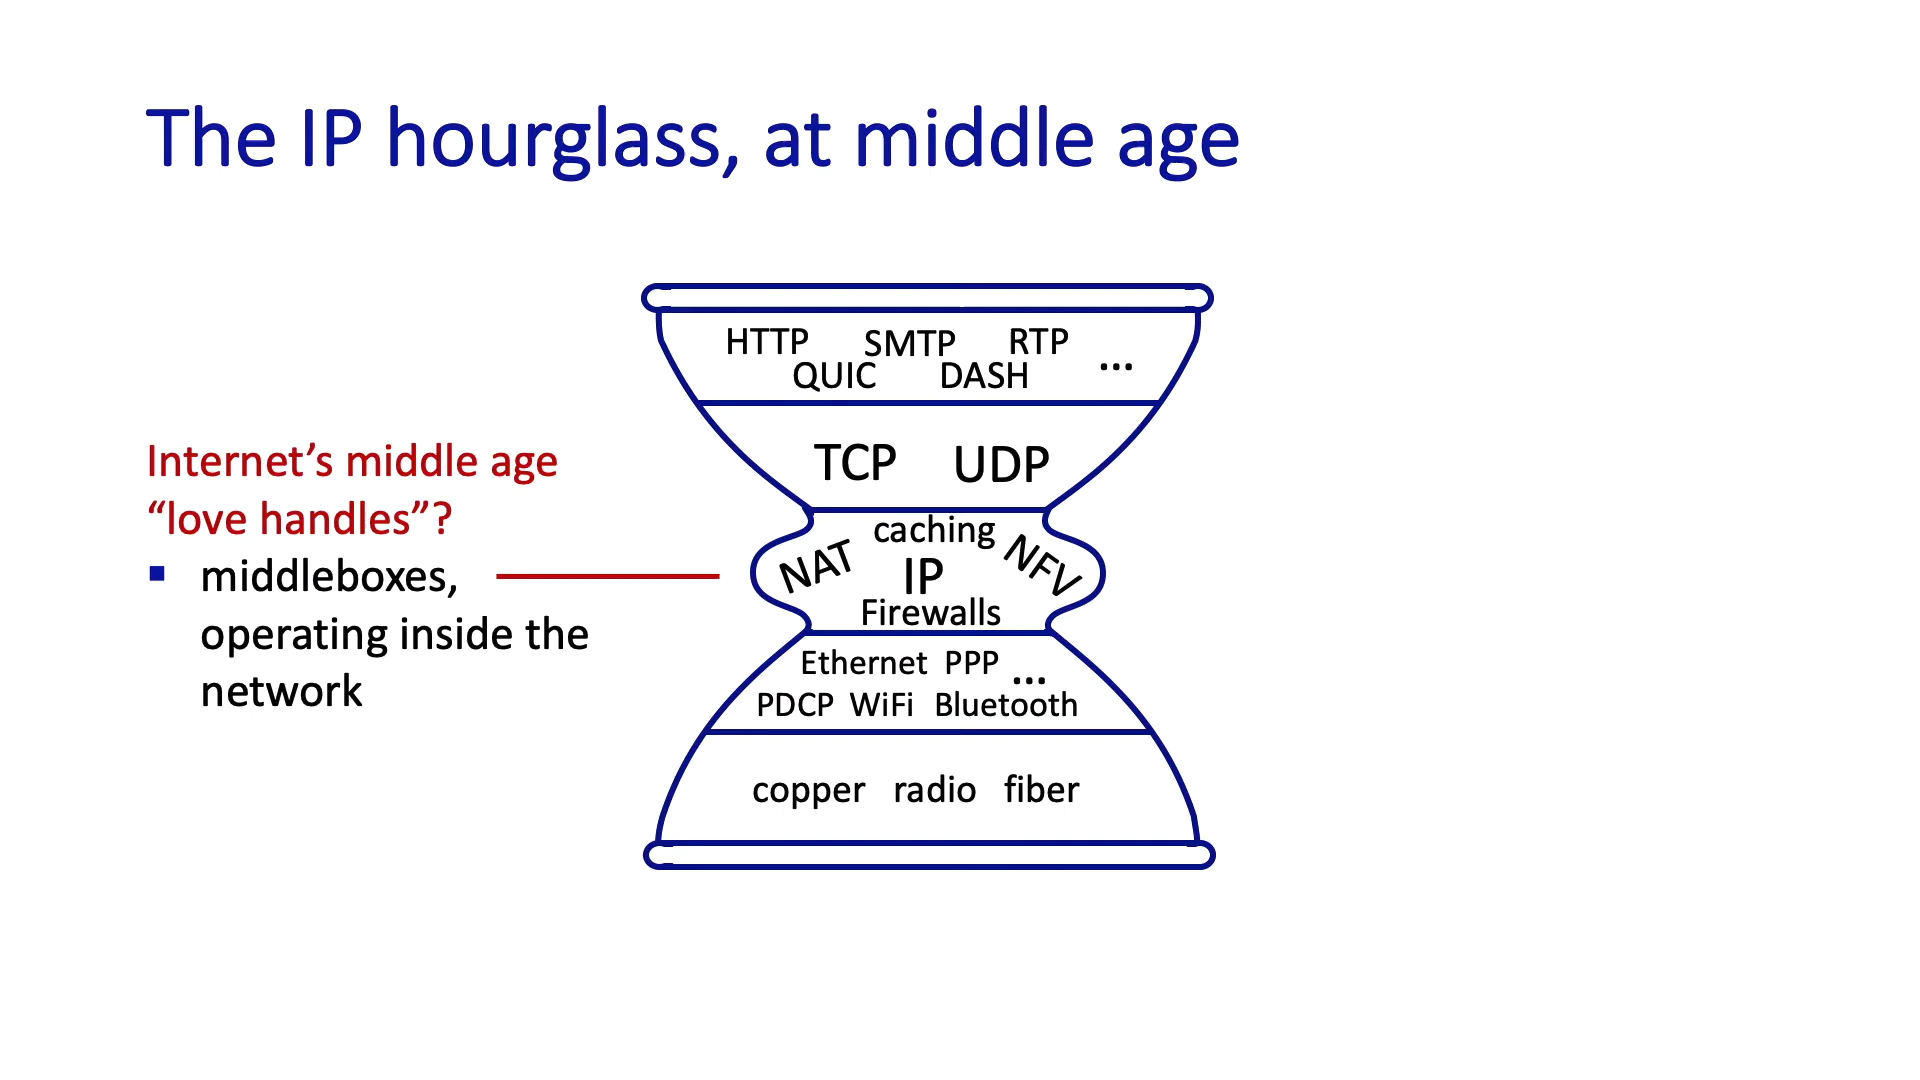 The IP hourglass, at middle age
Internet’s middle age
“love handles”?
▪ middleboxes,
operating inside the
network
HTTP SMTP RTP
QUIC DASH ...
TCP UDP
caching
NAT IP NFV
Firewalls
Ethernet PPP ...
PDCP WiFi Bluetooth
copper radio fiber